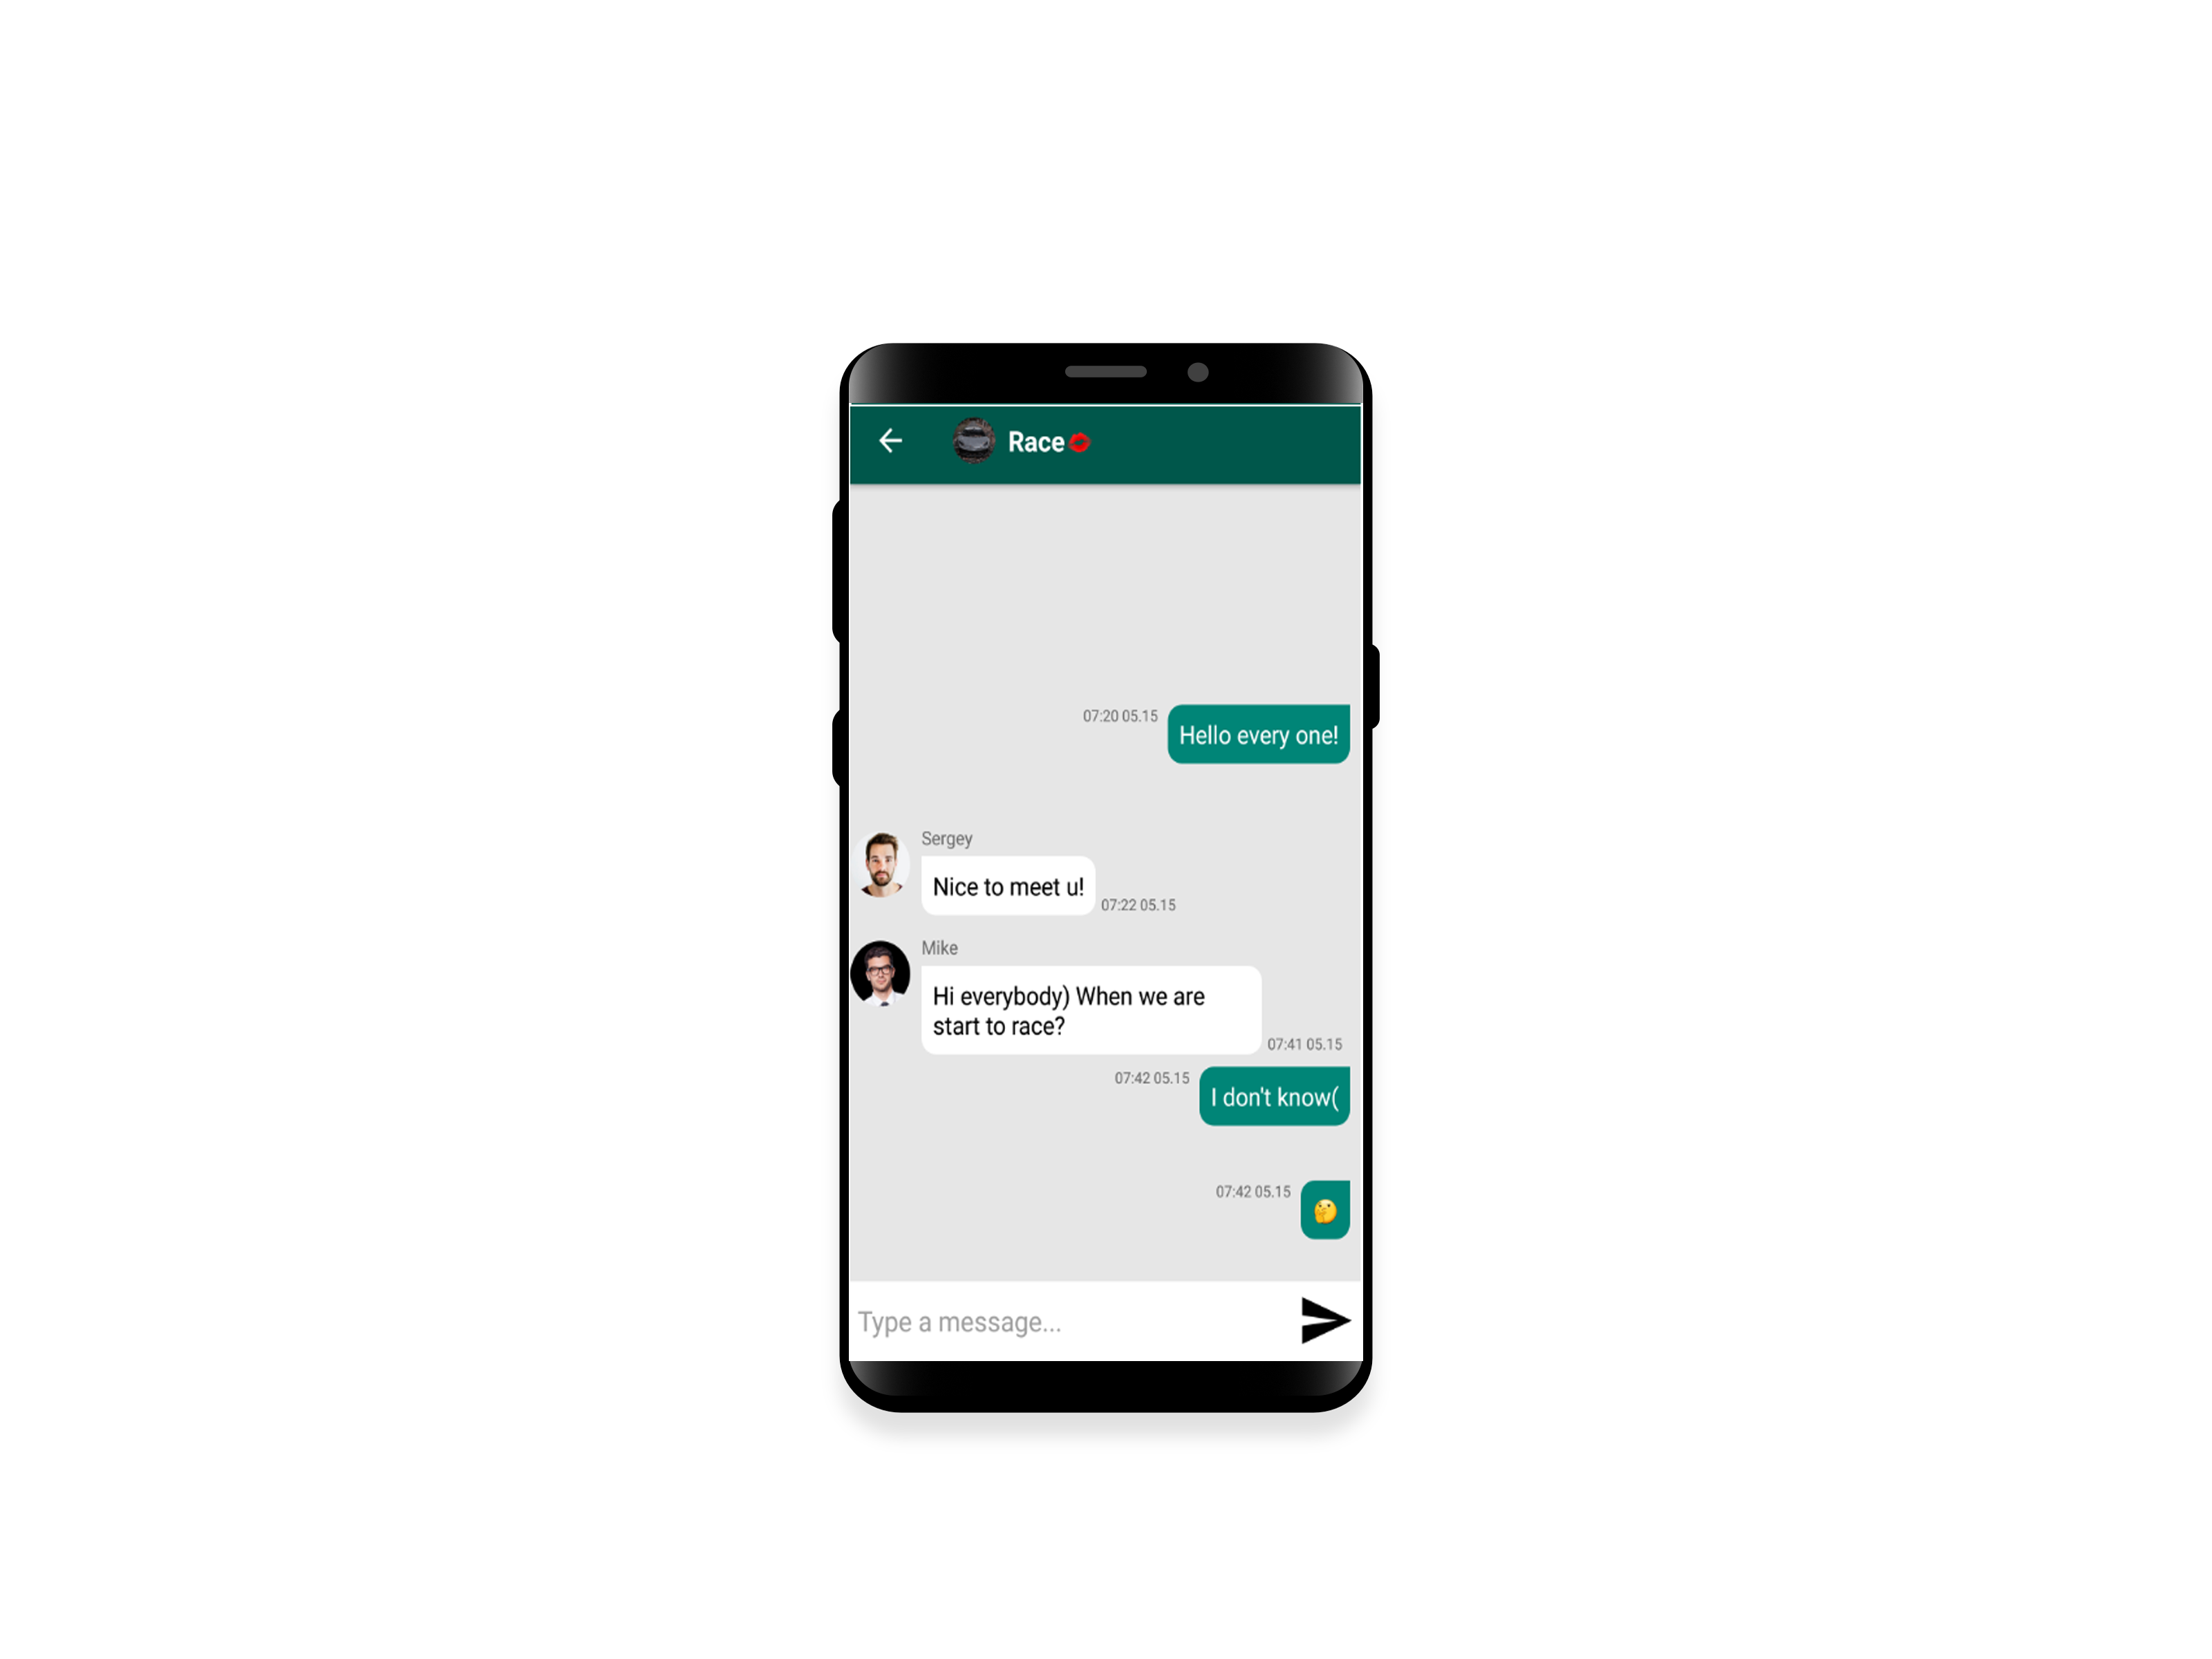 Race💋
07:20 05.15
Hello every one!
Sergey
Nice to meet u!
07:22 05.15
Mike
Hi everybody) When we are
start to race?
07:41 05.15
07:42 05.15
I don't know(
07:42 05.15
🤔
Type a message...